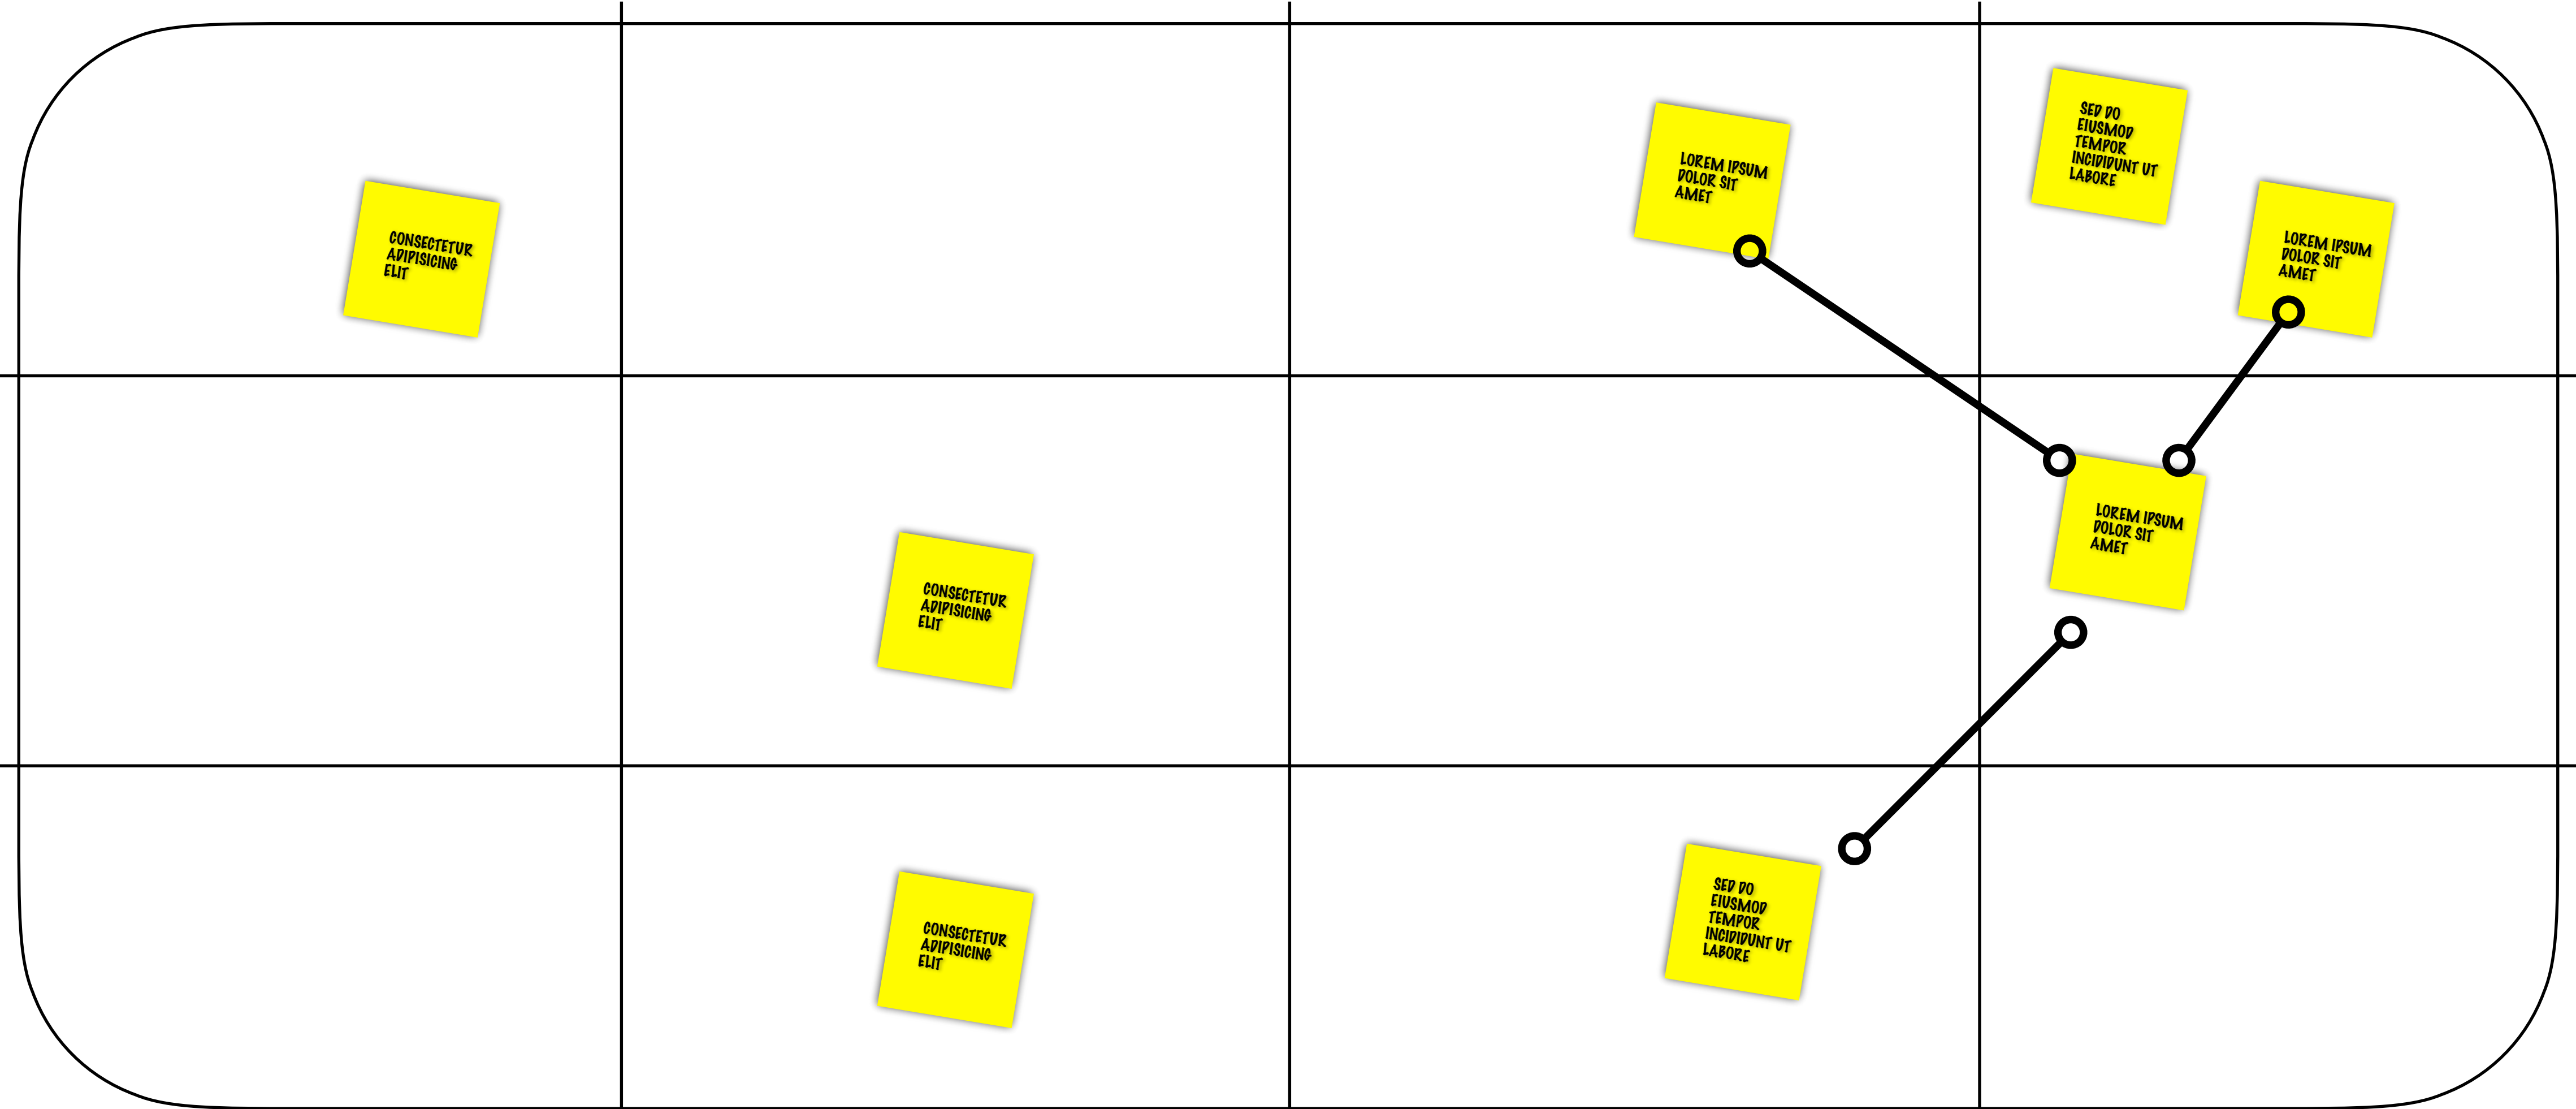 CONSECTETUR
ADIPISICING
ELIT
LOREM IPSUM
DOLOR SIT
AMET
SED DO
EIUSMOD
TEMPOR
INCIDIDUNT UT
LABORE
LOREM IPSUM
DOLOR SIT
AMET
CONSECTETUR
ADIPISICING
ELIT
LOREM IPSUM
DOLOR SIT
AMET
CONSECTETUR
ADIPISICING
ELIT
SED DO
EIUSMOD
TEMPOR
INCIDIDUNT UT
LABORE